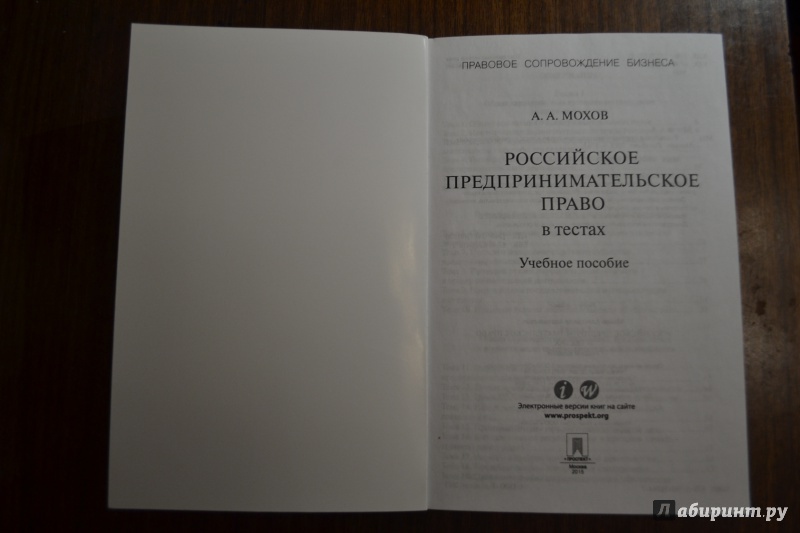 ПРАВОВОЕ СОПРОВОЖДЕНИЕ БИЗНЕСА
А. А. МОХОВ
РОССИЙСКОЕ
ПРЕДПРИНИМАТЕЛЬСКОЕ
ПРАВО
в тестах
Учебное пособие
i w
Электронные версии книг на сайте
www.prospekt.org
•ПРОСПЕКТ•
Москва
Лабиринт.ру